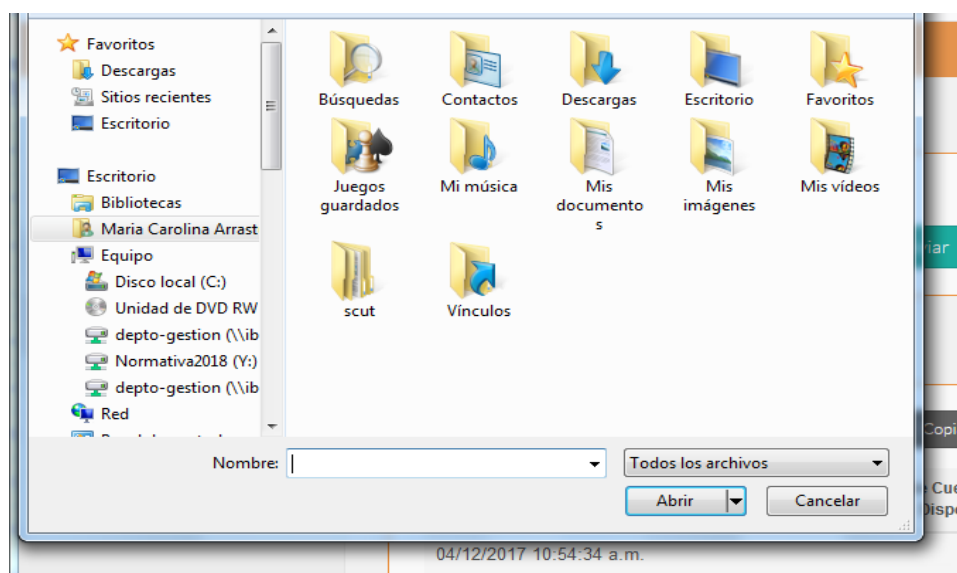 Favoritos
Descargas
Sitios recientes
Escritorio
Escritorio
Bibliotecas
Maria Carolina Arrast
Equipo
Disco local (C:)
Unidad de DVD RW
depto-gestion (\\ib
Normativa2018 (Y:)
depto-gestion (\\ib
Red
Búsquedas
Contactos
Descargas
Escritorio
Favoritos
Juegos
guardados
Mi música
Mis
documento
s
Mis
imágenes
Mis vídeos
scut
Vínculos
Nombre:
Todos los archivos
Abrir
Cancelar
iar
Copi
e Cue
Dispo
04/12/2017 10:54:34 a.m.